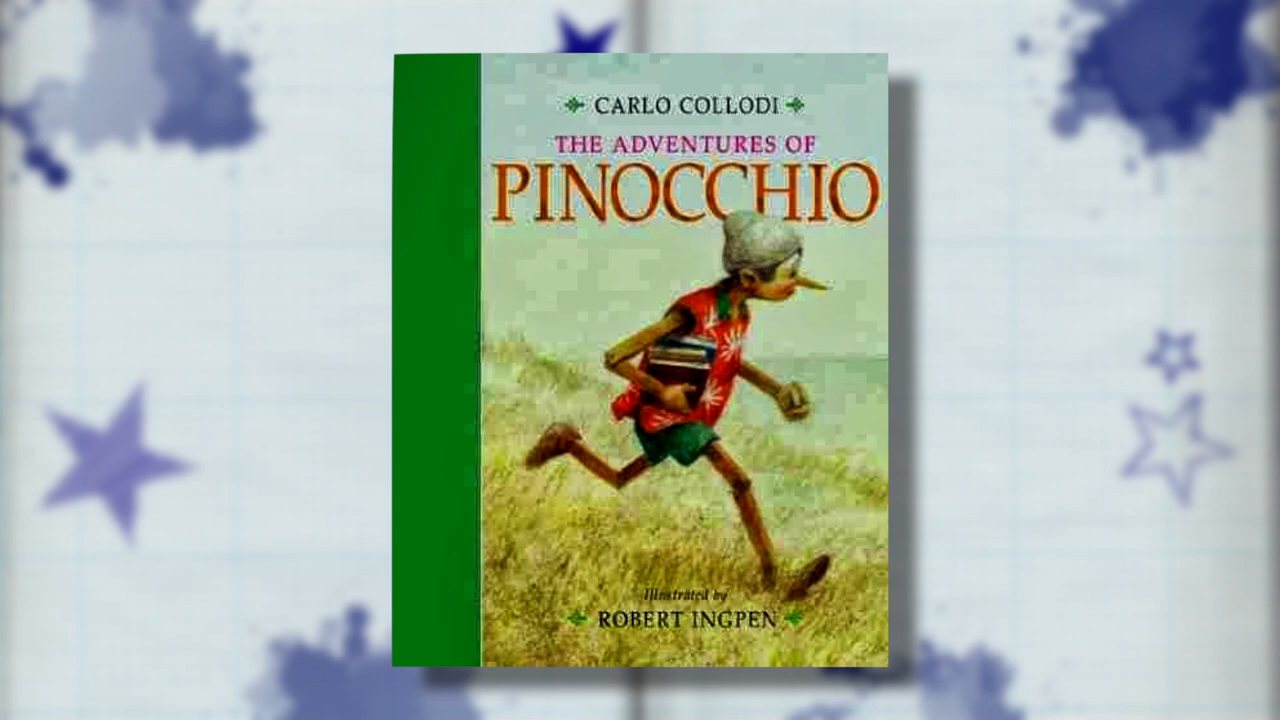 CARLO COLLODI
THE ADVENTURES OF
PINOCCHIO
Illustrated by
ROBERT INGPEN